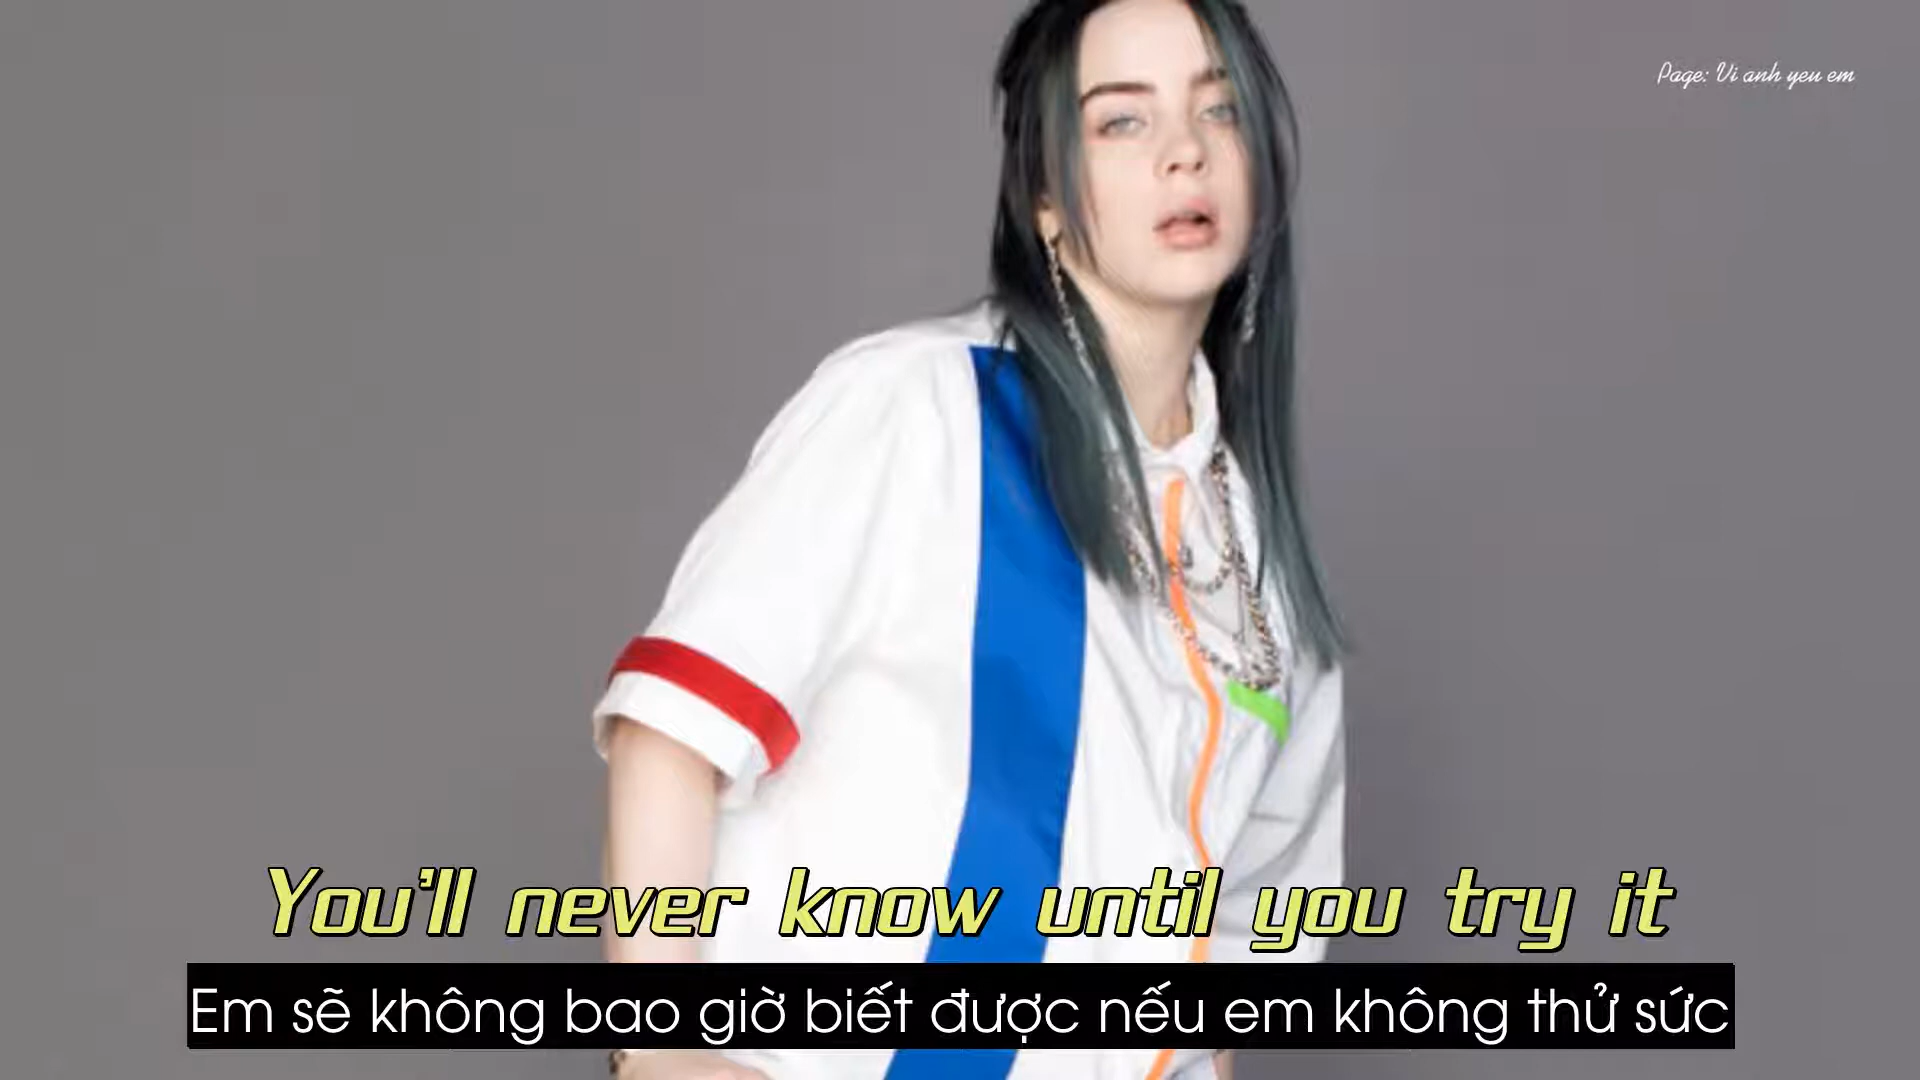 Page: Vi anh yeu em
You'll never know until you try it
Em sẽ không bao giờ biết được nếu em không thử sức